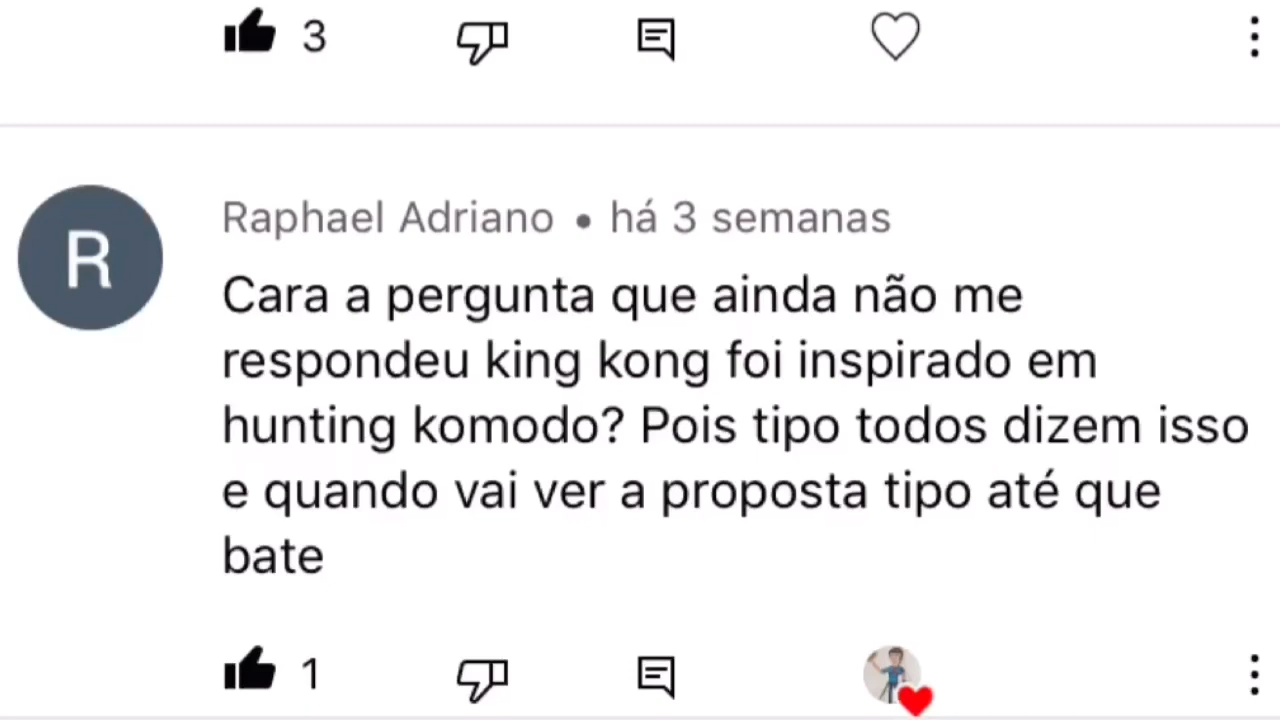 3
R
Raphael Adriano • há 3 semanas
Cara a pergunta que ainda não me
respondeu king kong foi inspirado em
hunting komodo? Pois tipo todos dizem isso
e quando vai ver a proposta tipo até que
bate
1